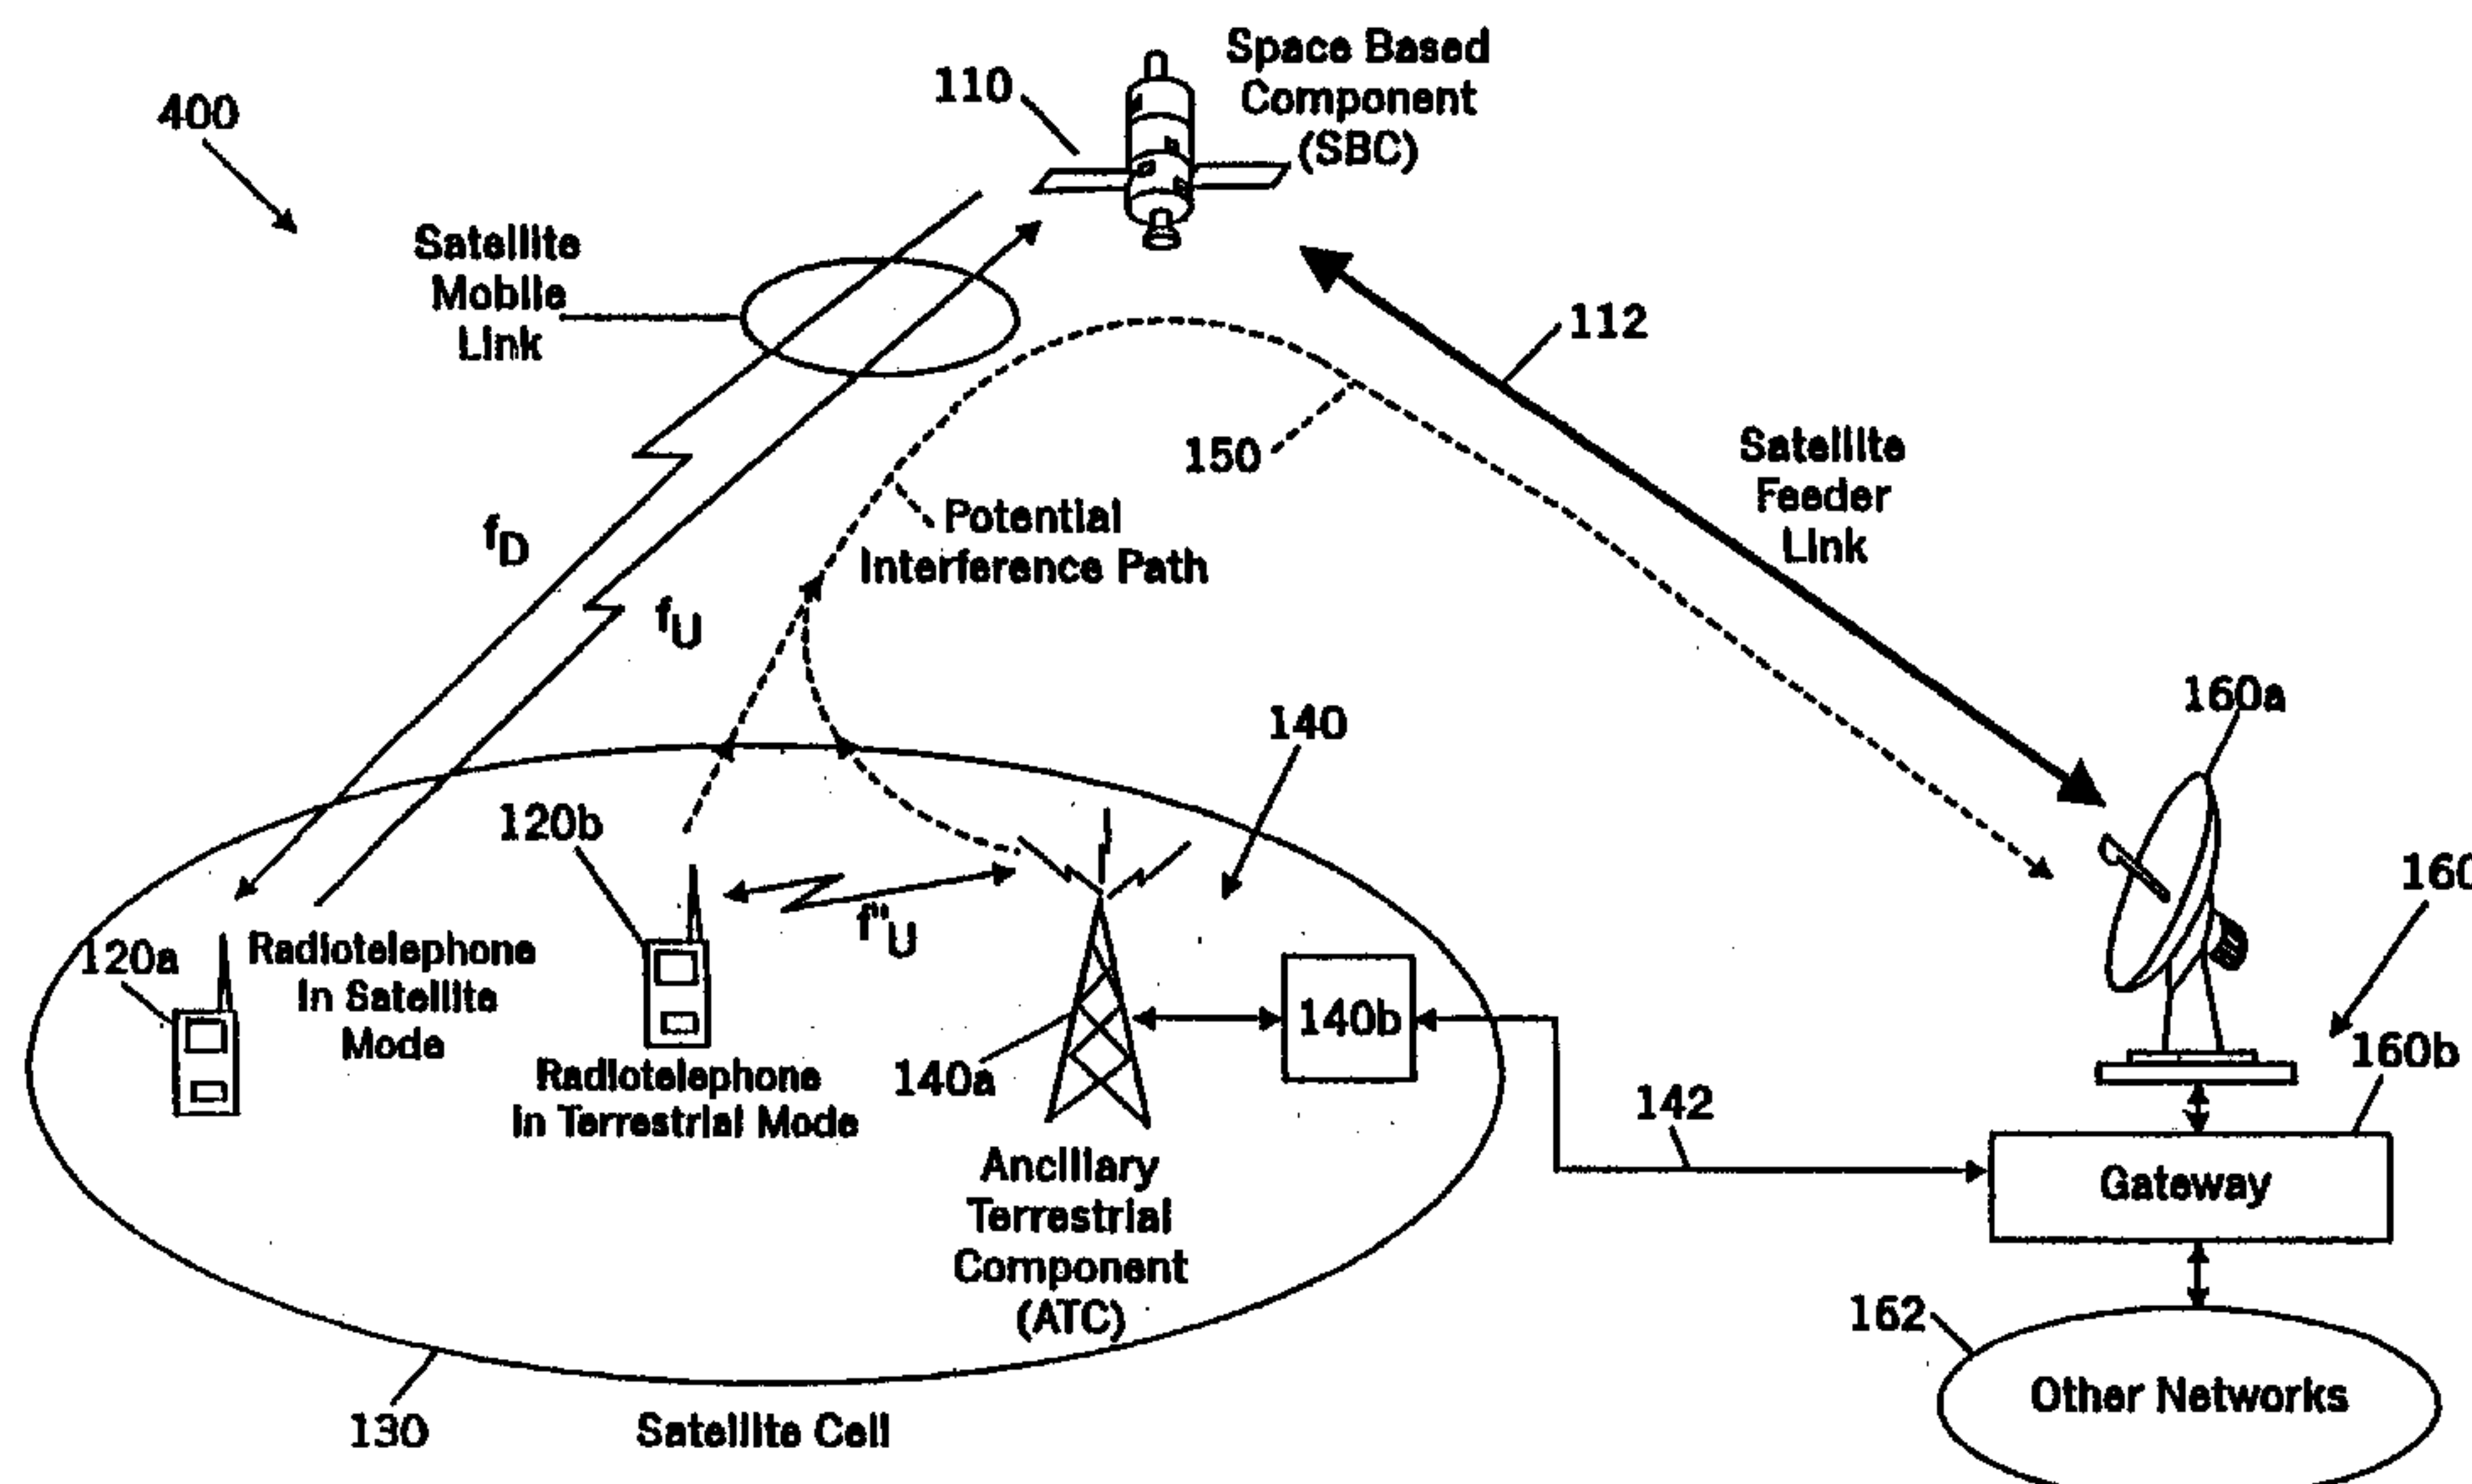 400
110
Space Based
Component
(SBC)
Satellite
Mobile
Link
112
150
Satellite
Feeder
Link
fD
fU
Potential
Interference Path
160a
140
120b
f"U
160
120a
Radiotelephone
In Satellite
Mode
140b
160b
140a
Radiotelephone
In Terrestrial Mode
142
Ancillary
Terrestrial
Component
(ATC)
Gateway
162
Other Networks
130
Satellite Cell